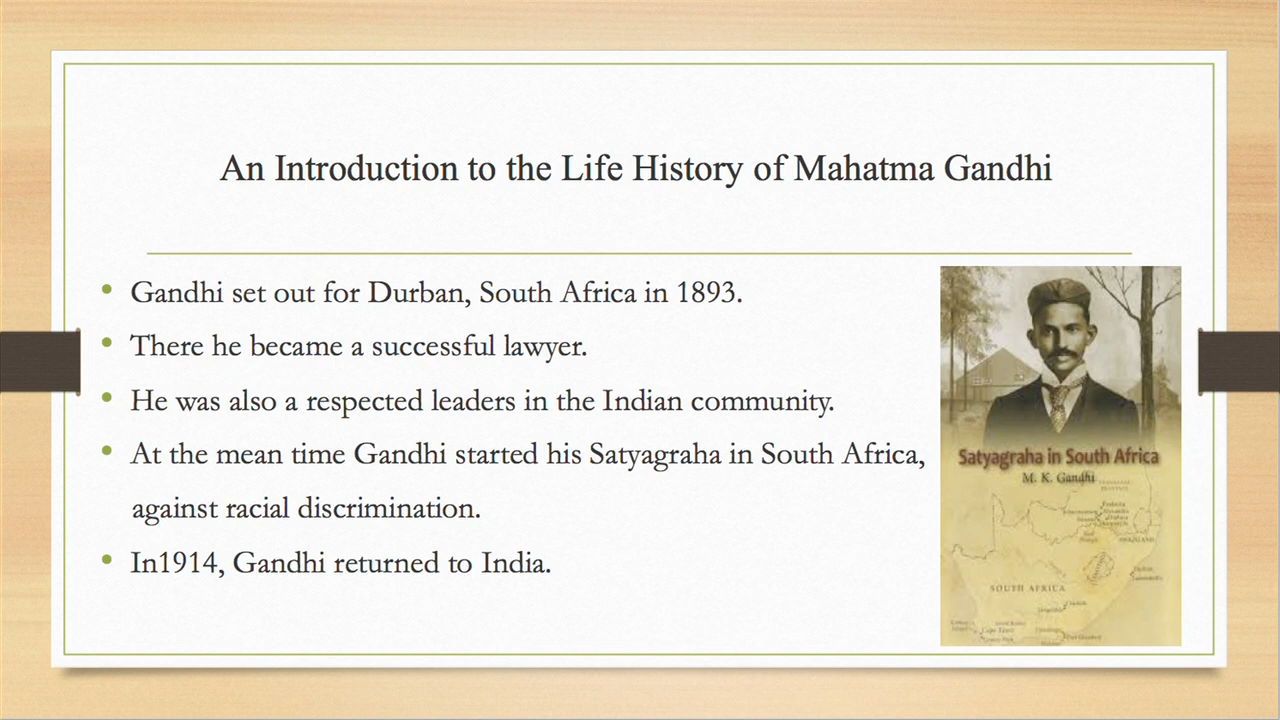 An Introduction to the Life History of Mahatma Gandhi
• Gandhi set out for Durban, South Africa in 1893.
• There he became a successful lawyer.
• He was also a respected leaders in the Indian community.
• At the mean time Gandhi started his Satyagraha in South Africa,
against racial discrimination.
• In1914, Gandhi returned to India.
Satyagraha in South Africa
M. K. Gandhi
SWAZILAND
SOUTH AFRICA
Cape Town